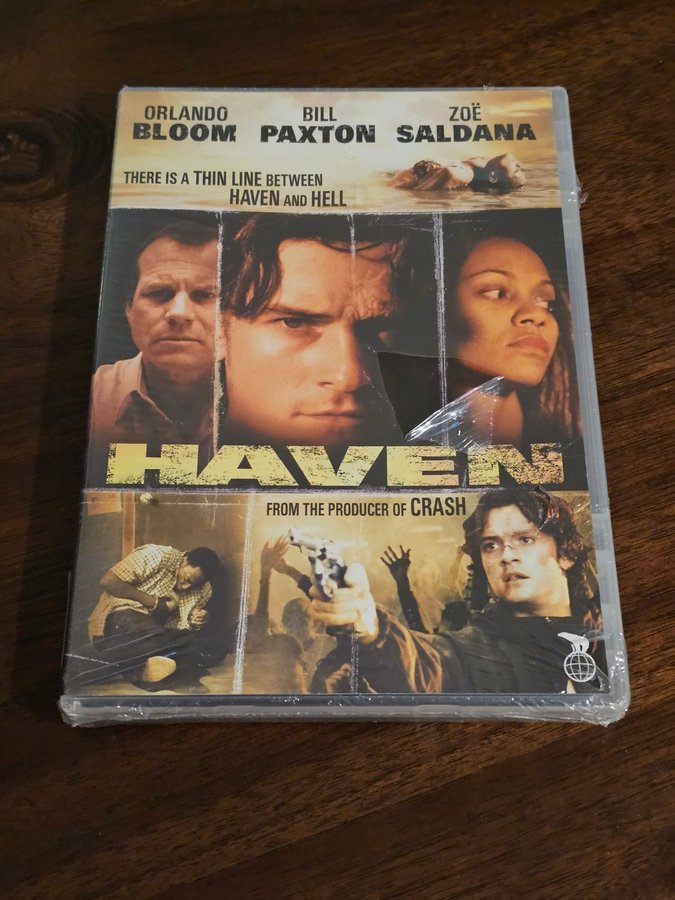 ORLANDO BILL ZOË
BLOOM PAXTON SALDANA
THERE IS A THIN LINE BETWEEN
HAVEN AND HELL
HAVEN
FROM THE PRODUCER OF CRASH